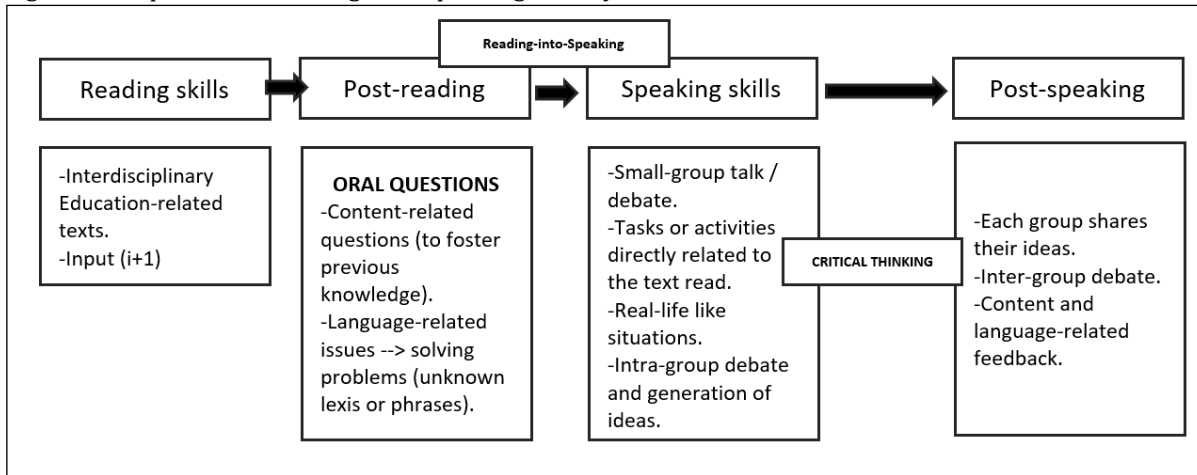 Reading-into-Speaking
Reading skills
Post-reading
Speaking skills
Post-speaking
-Interdisciplinary
Education-related
texts.
-Input (i+1)
ORAL QUESTIONS
-Content-related
questions (to foster
previous
knowledge).
-Language-related
issues --> solving
problems (unknown
lexis or phrases).
-Small-group talk /
debate.
-Tasks or activities
directly related to
the text read.
-Real-life like
situations.
-Intra-group debate
and generation of
ideas.
CRITICAL THINKING
-Each group shares
their ideas.
-Inter-group debate.
-Content and
language-related
feedback.